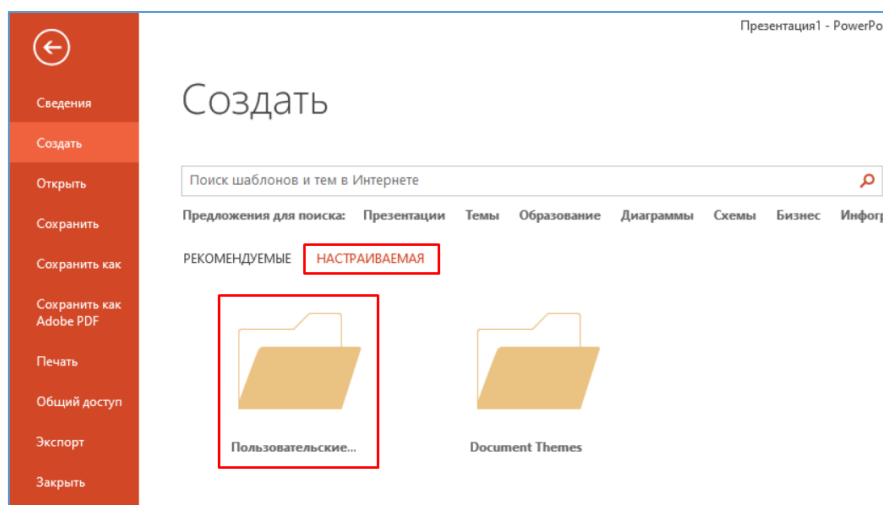 Презентация1 - PowerPo
Сведения
Создать
Открыть
Сохранить
Сохранить как
Сохранить как
Adobe PDF
Печать
Общий доступ
Экспорт
Закрыть
Создать
Поиск шаблонов и тем в Интернете
Предложения для поиска: Презентации Темы Образование Диаграммы Схемы Бизнес Инфогр
РЕКОМЕНДУЕМЫЕ НАСТРАИВАЕМАЯ
Пользовательские... Document Themes